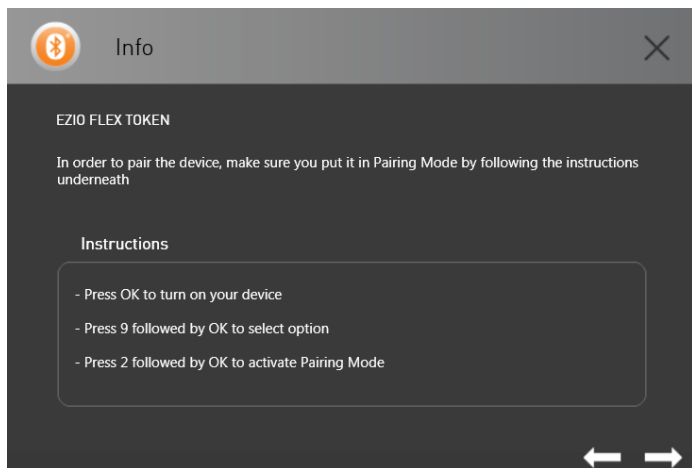 Info
EZIO FLEX TOKEN
In order to pair the device, make sure you put it in Pairing Mode by following the instructions
underneath
Instructions
- Press OK to turn on your device
- Press 9 followed by OK to select option
- Press 2 followed by OK to activate Pairing Mode